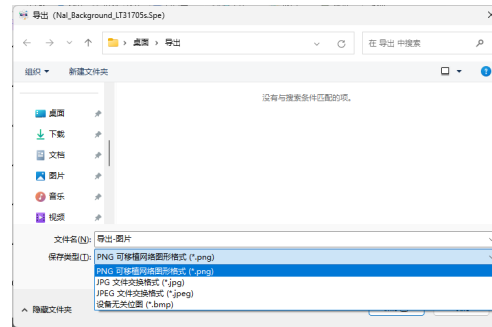 导出（NaI_Background_LT31705s.Spe）
桌面 › 导出
在 导出 中搜索
组织
新建文件夹
没有与搜索条件匹配的项。
桌面
下载
文档
图片
音乐
视频
文件名(N): 导出-图片
保存类型(T): PNG 可移植网络图形格式 (*.png)
PNG 可移植网络图形格式 (*.png)
JPG 文件交换格式 (*.jpg)
JPEG 文件交换格式 (*.jpeg)
设备无关位图 (*.bmp)
隐藏文件夹